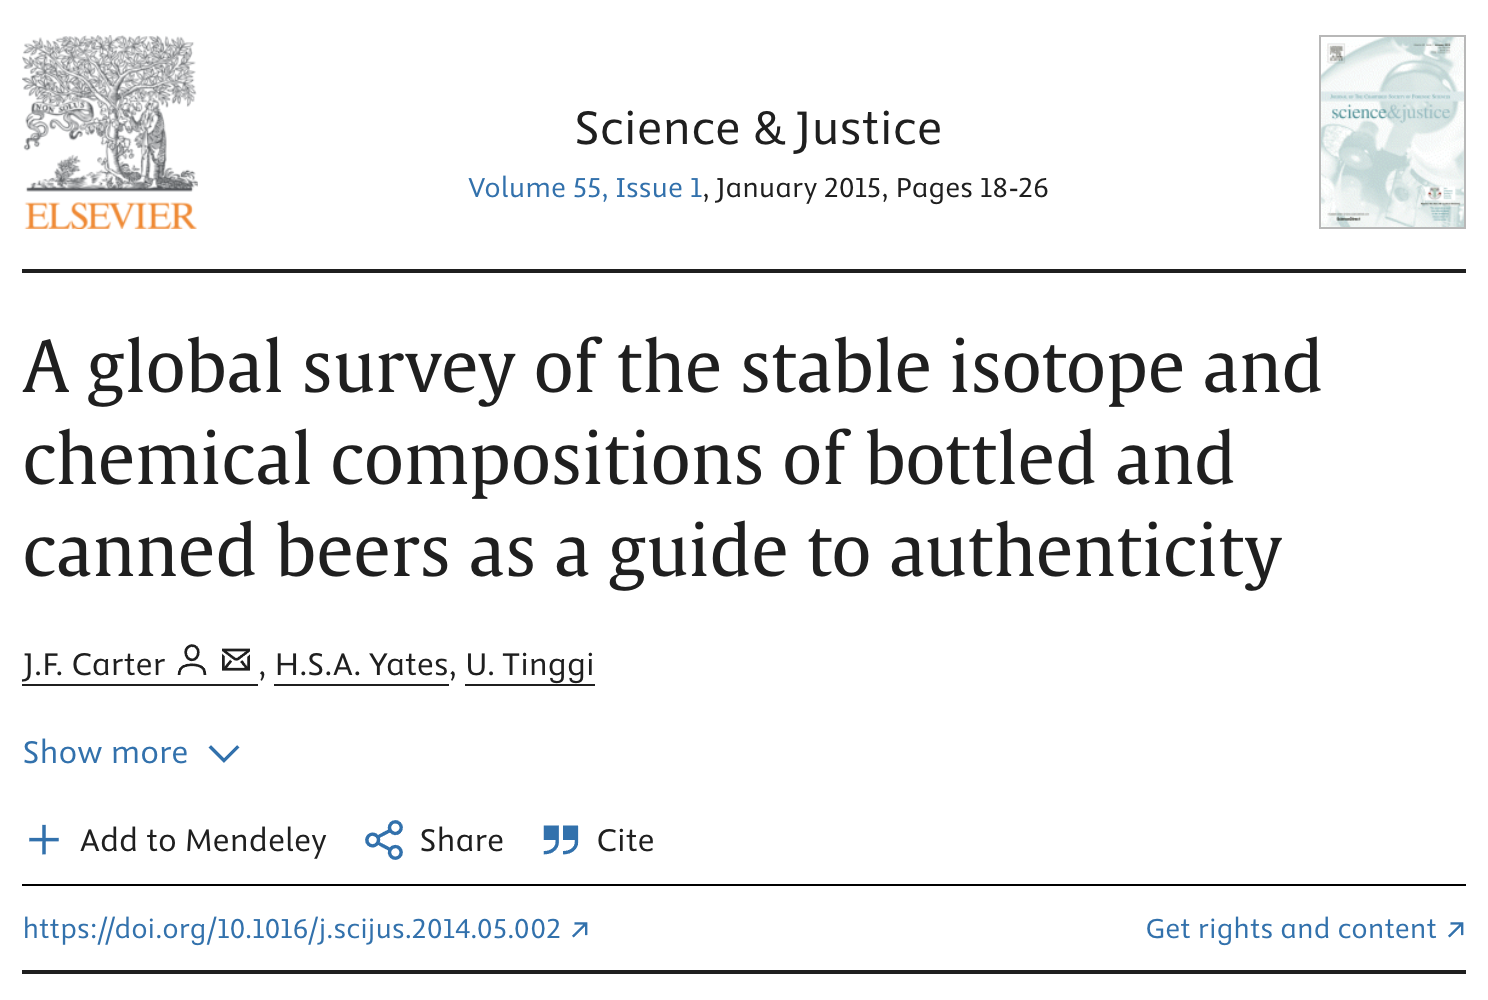 NON SOLUS
ELSEVIER
Science & Justice
Volume 55, Issue 1, January 2015, Pages 18-26
science&justice
A global survey of the stable isotope and
chemical compositions of bottled and
canned beers as a guide to authenticity
J.F. Carter, H.S.A. Yates, U. Tinggi
Show more
Add to Mendeley Share Cite
https://doi.org/10.1016/j.scijus.2014.05.002 Get rights and content